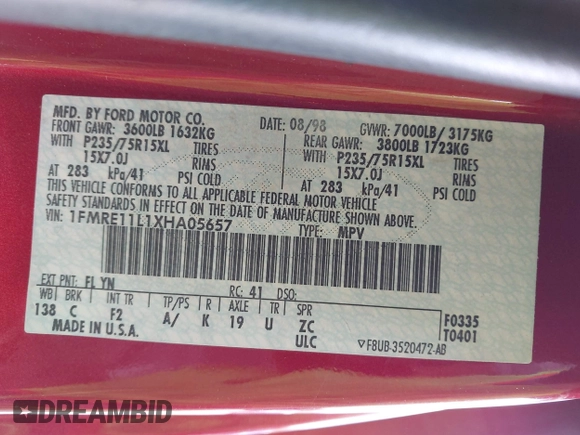 MFD. BY FORD MOTOR CO.
DATE: 08/98 GVWR: 7000LB/ 3175KG
FRONT GAWR: 3600LB 1632KG REAR GAWR: 3800LB 1723KG
WITH P235/75R15XL WITH P235/75R15XL
TIRES 15X7.0J TIRES 15X7.0J
RIMS RIMS
AT 283 kPa/41 PSI COLD AT 283 kPa/41 PSI COLD
THIS VEHICLE CONFORMS TO ALL APPLICABLE FEDERAL MOTOR VEHICLE
SAFETY STANDARDS IN EFFECT ON THE DATE OF MANUFACTURE SHOWN ABOVE.
VIN: 1FMRE11L1XHA05657
TYPE: MPV
EXT PNT: FL YN RC: 41 DSO:
WB BRK INT TR TP/PS R AXLE TR SPR
138 C F2 A/ K 19 U ZC
ULC
F0335
T0401
MADE IN U.S.A.
▽F8UB-3520472-AB
DREAMBID